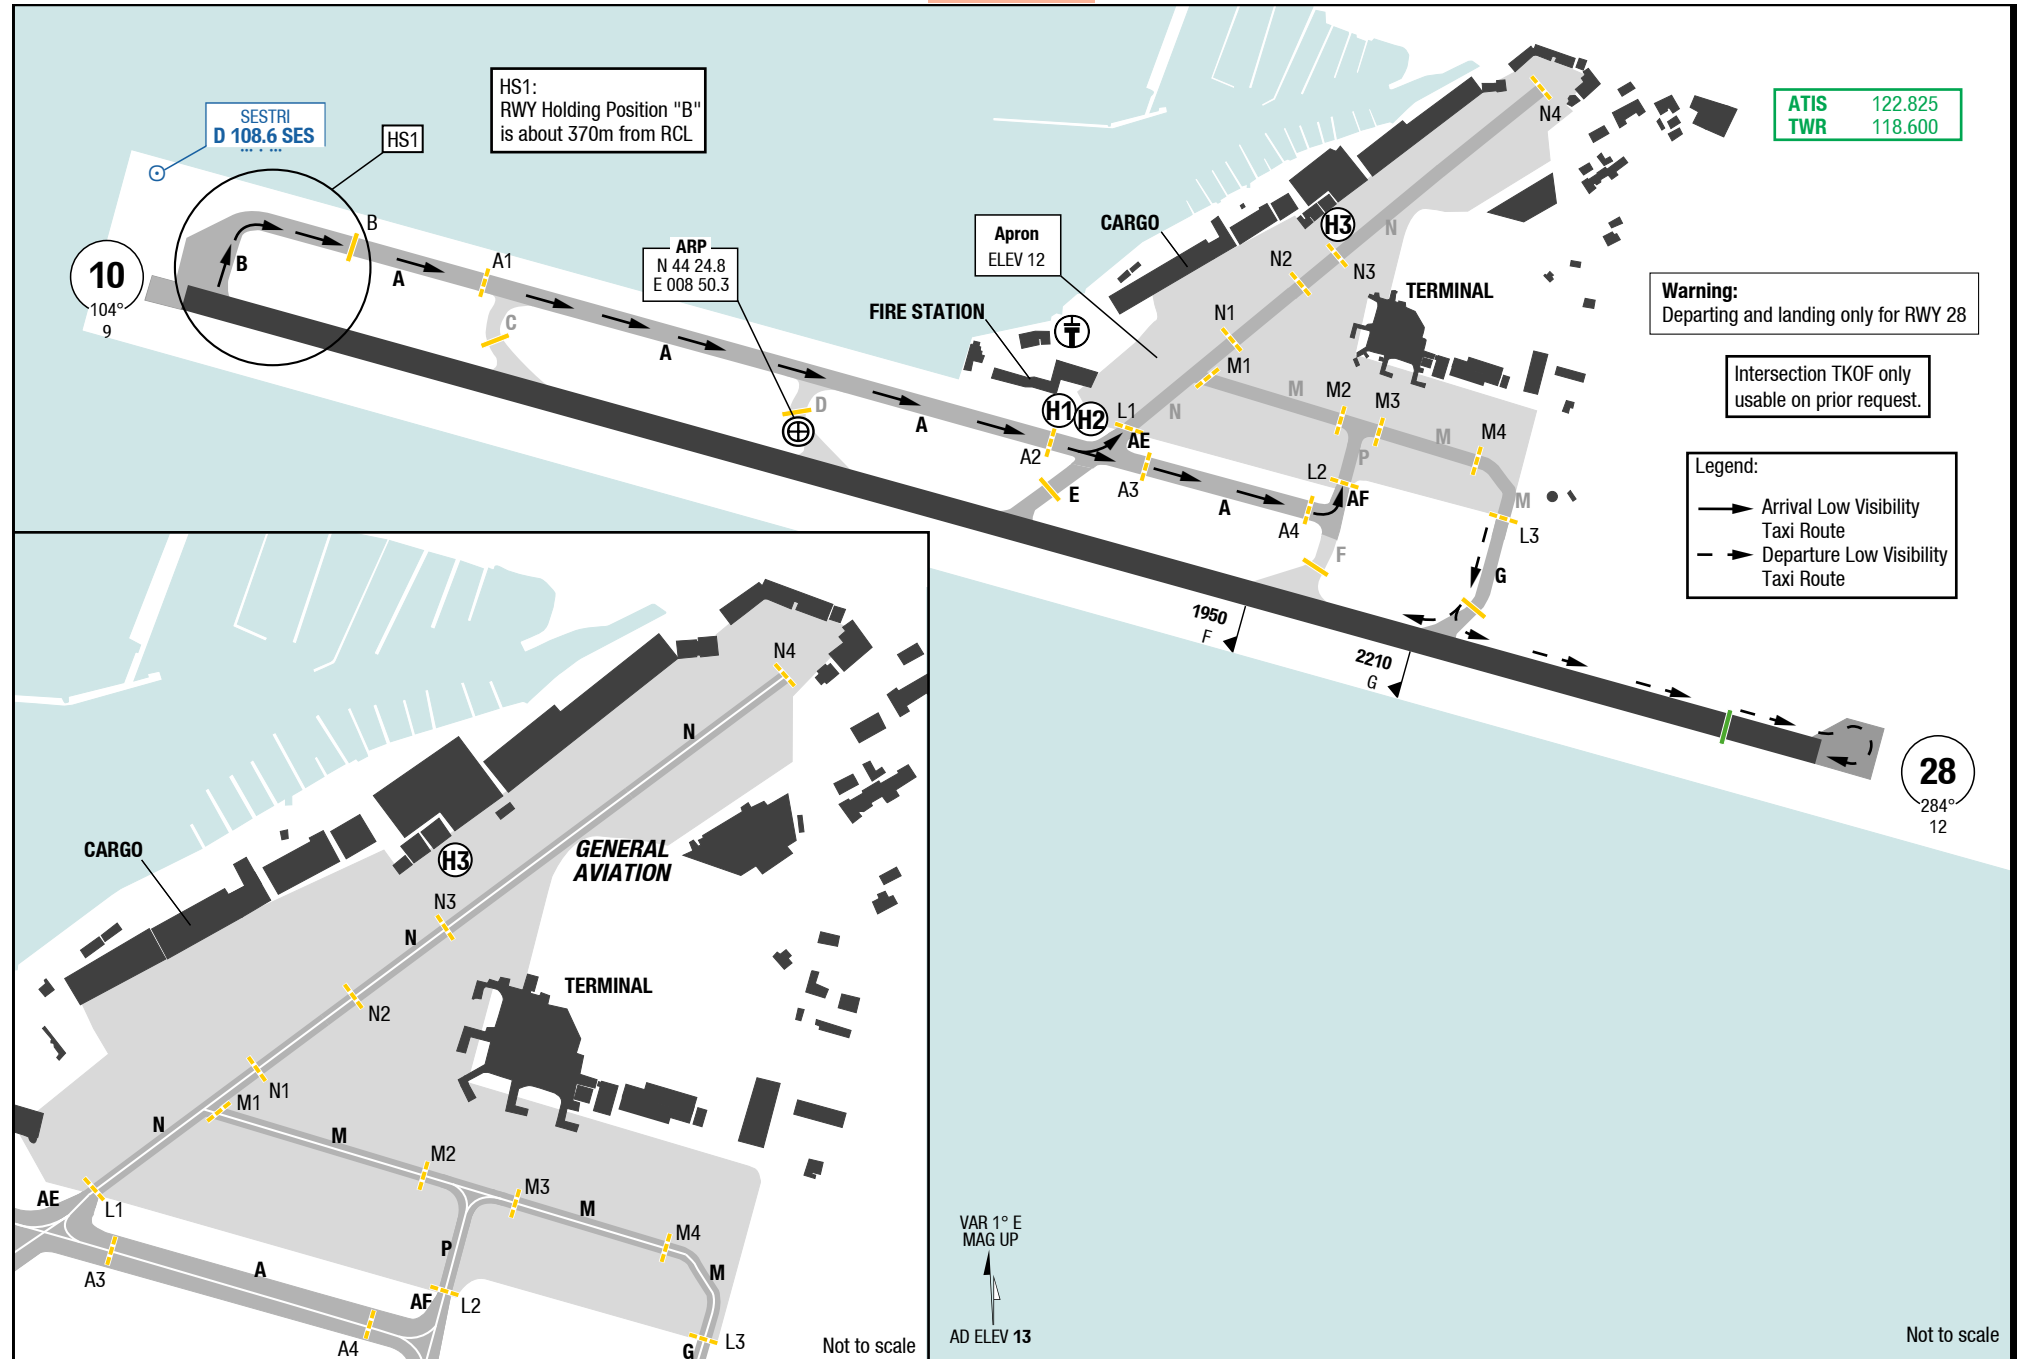 SESTRI
D 108.6 SES
HS1
HS1:
RWY Holding Position "B"
is about 370m from RCL
ATIS 122.825
TWR 118.600
N4
ARP
N 44 24.8
E 008 50.3
Apron
ELEV 12
CARGO
H3
N
N2
N3
TERMINAL
FIRE STATION
N1
M1
Warning:
Departing and landing only for RWY 28
Intersection TKOF only
usable on prior request.
10
104°
9
B
B
A
A1
C
A
D
A
H1
H2
L1
N
M
M2
M3
M
M4
AE
A2
E
A3
P
L2
AF
A
A4
F
M
L3
G
Legend:
Arrival Low Visibility
Taxi Route
Departure Low Visibility
Taxi Route
1950
F
2210
G
28
284°
12
N4
N
CARGO
H3
GENERAL
AVIATION
N3
N
TERMINAL
N2
N1
M1
N
M
M2
M3
M
M4
M
AE
L1
A3
A
P
AF
L2
A4
L3
G
Not to scale
VAR 1° E
MAG UP
AD ELEV 13
Not to scale